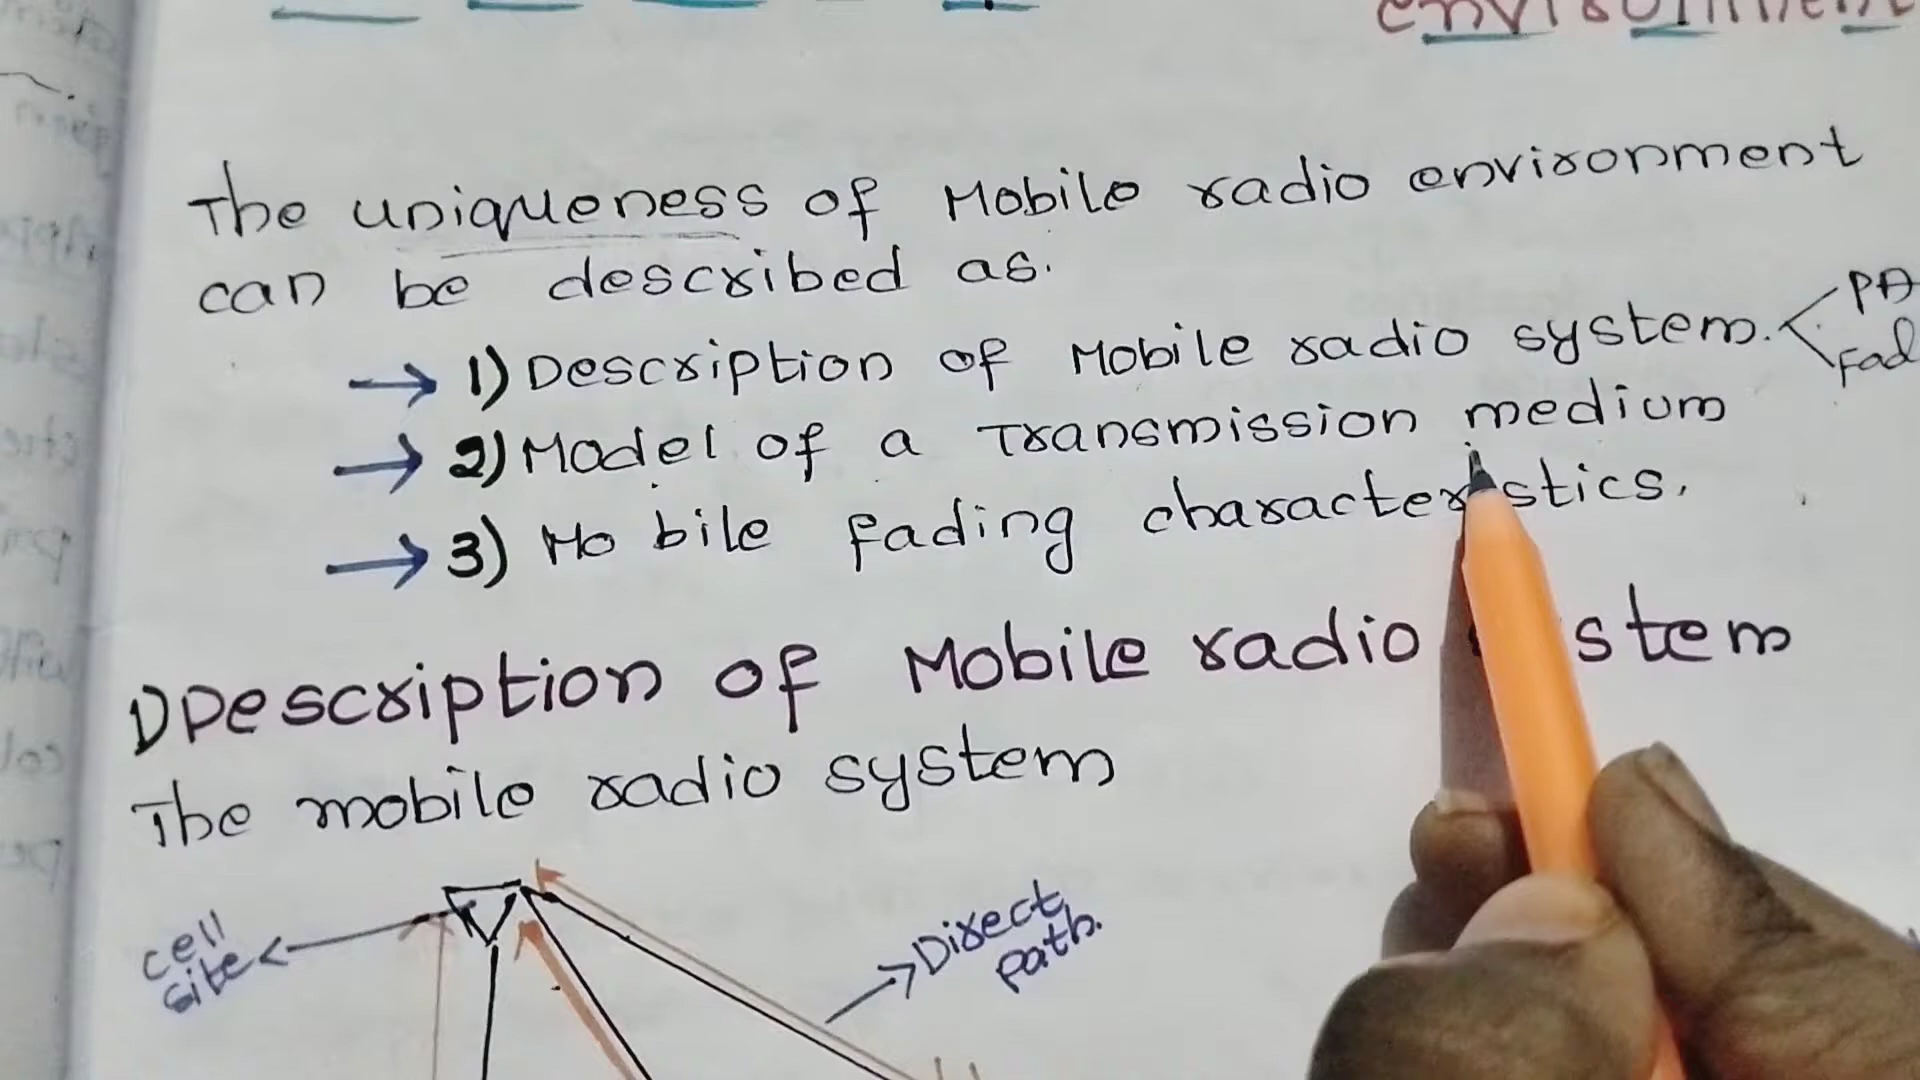 environment
The uniqueness of Mobile radio environment
can be described as.
→ 1) Description of Mobile radio system.
→ 2) Model of a Transmission medium
→ 3) Mobile fading characteristics.
1) Description of Mobile radio system
The mobile radio system
cell
site
Direct
path.